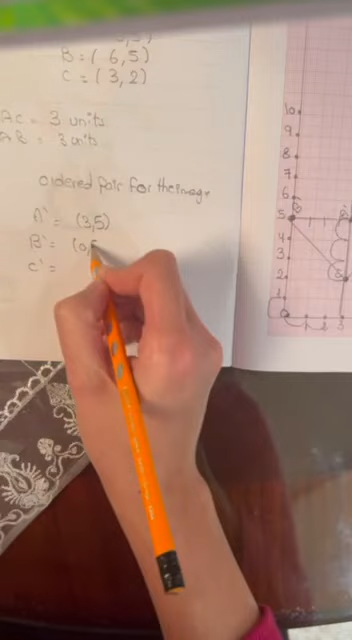 B = ( 6,5)
C = ( 3,2)
AC = 3 units
AB = 3 units
ordered pair for the image
A' = (3,5)
B' = (0,5
C' =
10
9
8
7
6
5
4
3
2
1